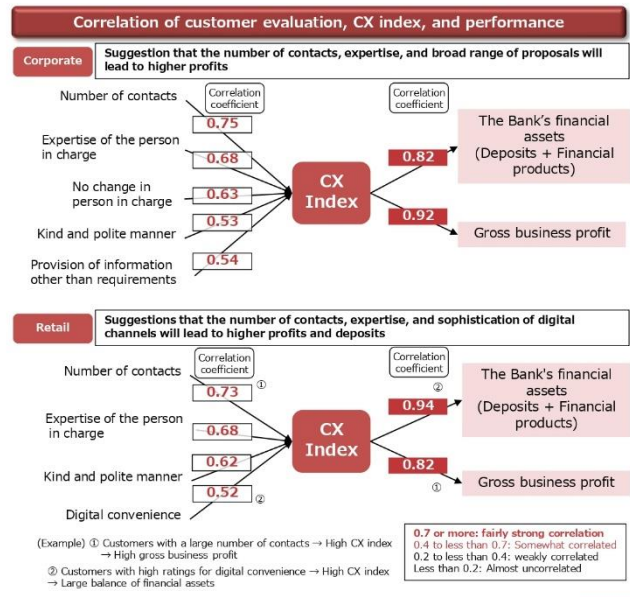 Correlation of customer evaluation, CX index, and performance
Corporate
Suggestion that the number of contacts, expertise, and broad range of proposals will
lead to higher profits
Number of contacts
Correlation
coefficient
Correlation
coefficient
0.75
The Bank's financial
assets
(Deposits + Financial
products)
Expertise of the person
in charge
0.68
0.82
No change in
person in charge
0.63
CX
Index
Kind and polite manner
0.53
0.92
Gross business profit
Provision of information
other than requirements
0.54
Retail
Suggestions that the number of contacts, expertise, and sophistication of digital
channels will lead to higher profits and deposits
Number of contacts
Correlation
coefficient
①
Correlation
coefficient
②
0.73
The Bank's financial
assets
(Deposits + Financial
products)
Expertise of the person
in charge
0.68
0.94
CX
Index
Kind and polite manner
0.62
0.82
Gross business profit
0.52
②
①
Digital convenience
(Example) ① Customers with a large number of contacts → High CX index
→ High gross business profit
② Customers with high ratings for digital convenience → High CX index
→ Large balance of financial assets
0.7 or more: fairly strong correlation
0.4 to less than 0.7: Somewhat correlated
0.2 to less than 0.4: weakly correlated
Less than 0.2: Almost uncorrelated